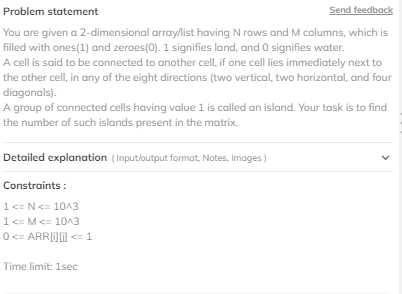 Problem statement
Send feedback
You are given a 2-dimensional array/list having N rows and M columns, which is
filled with ones(1) and zeroes(0). 1 signifies land, and 0 signifies water.
A cell is said to be connected to another cell, if one cell lies immediately next to
the other cell, in any of the eight directions (two vertical, two horizontal, and four
diagonals).
A group of connected cells having value 1 is called an island. Your task is to find
the number of such islands present in the matrix.
Detailed explanation ( Input/output format, Notes, Images )
Constraints :
1 <= N <= 10^3
1 <= M <= 10^3
0 <= ARR[i][j] <= 1
Time limit: 1sec